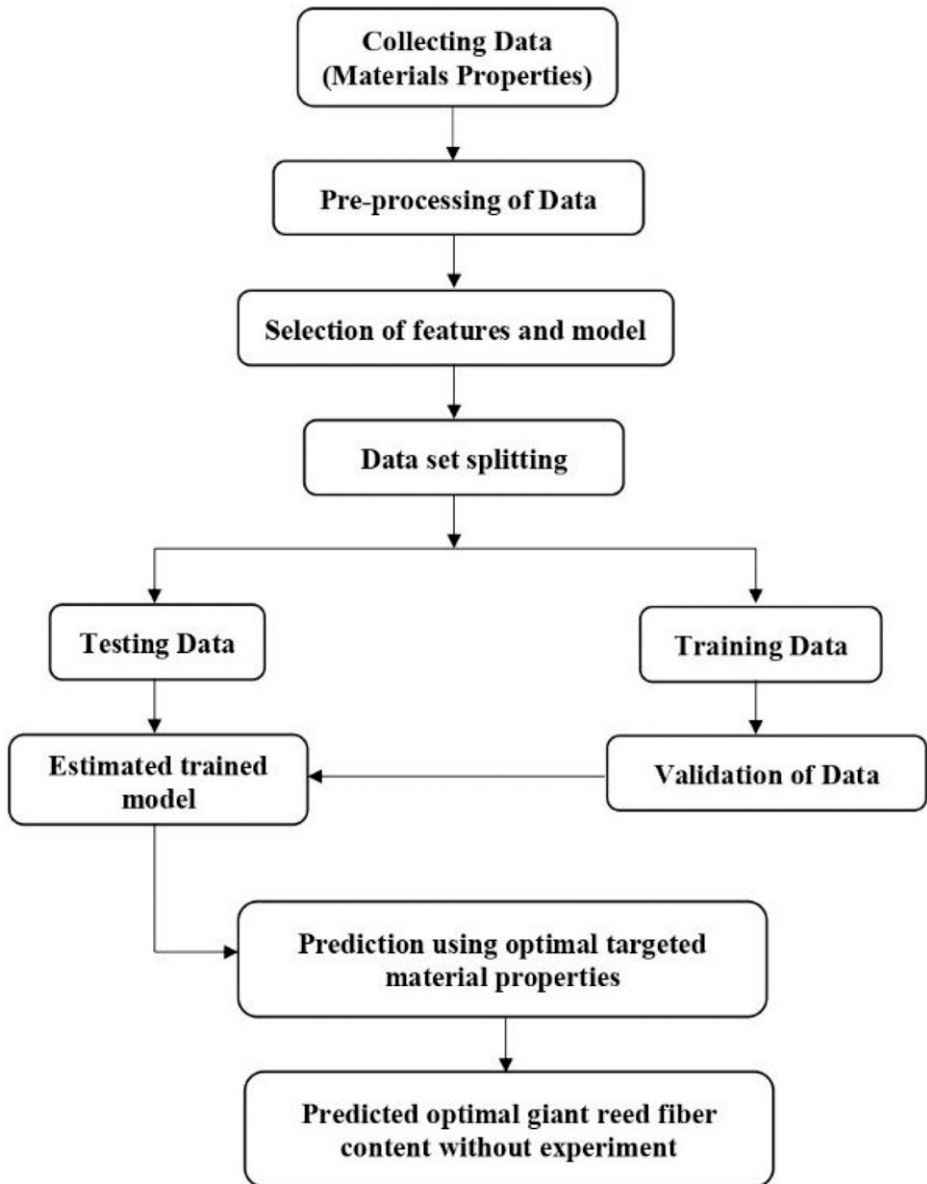 Collecting Data
(Materials Properties)
Pre-processing of Data
Selection of features and model
Data set splitting
Testing Data
Training Data
Estimated trained
model
Validation of Data
Prediction using optimal targeted
material properties
Predicted optimal giant reed fiber
content without experiment